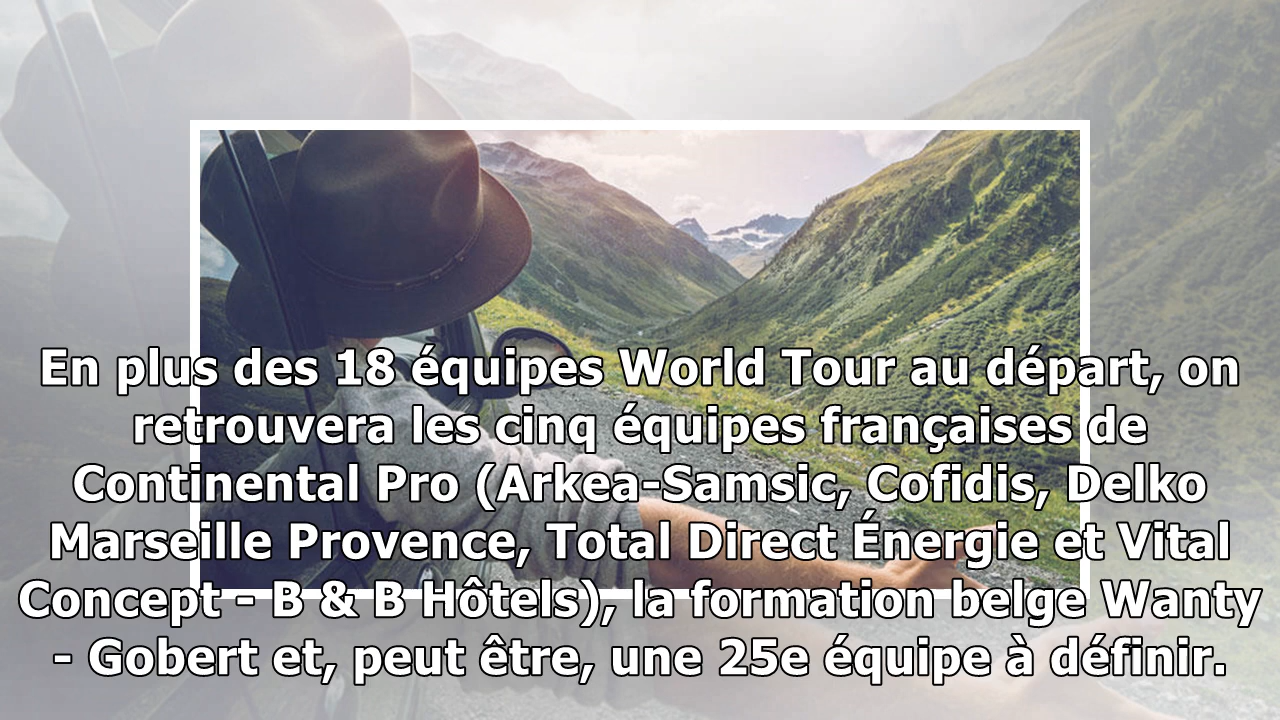 En plus des 18 équipes World Tour au départ, on
retrouvera les cinq équipes françaises de
Continental Pro (Arkea-Samsic, Cofidis, Delko
Marseille Provence, Total Direct Énergie et Vital
Concept - B & B Hôtels), la formation belge Wanty
- Gobert et, peut être, une 25e équipe à définir.